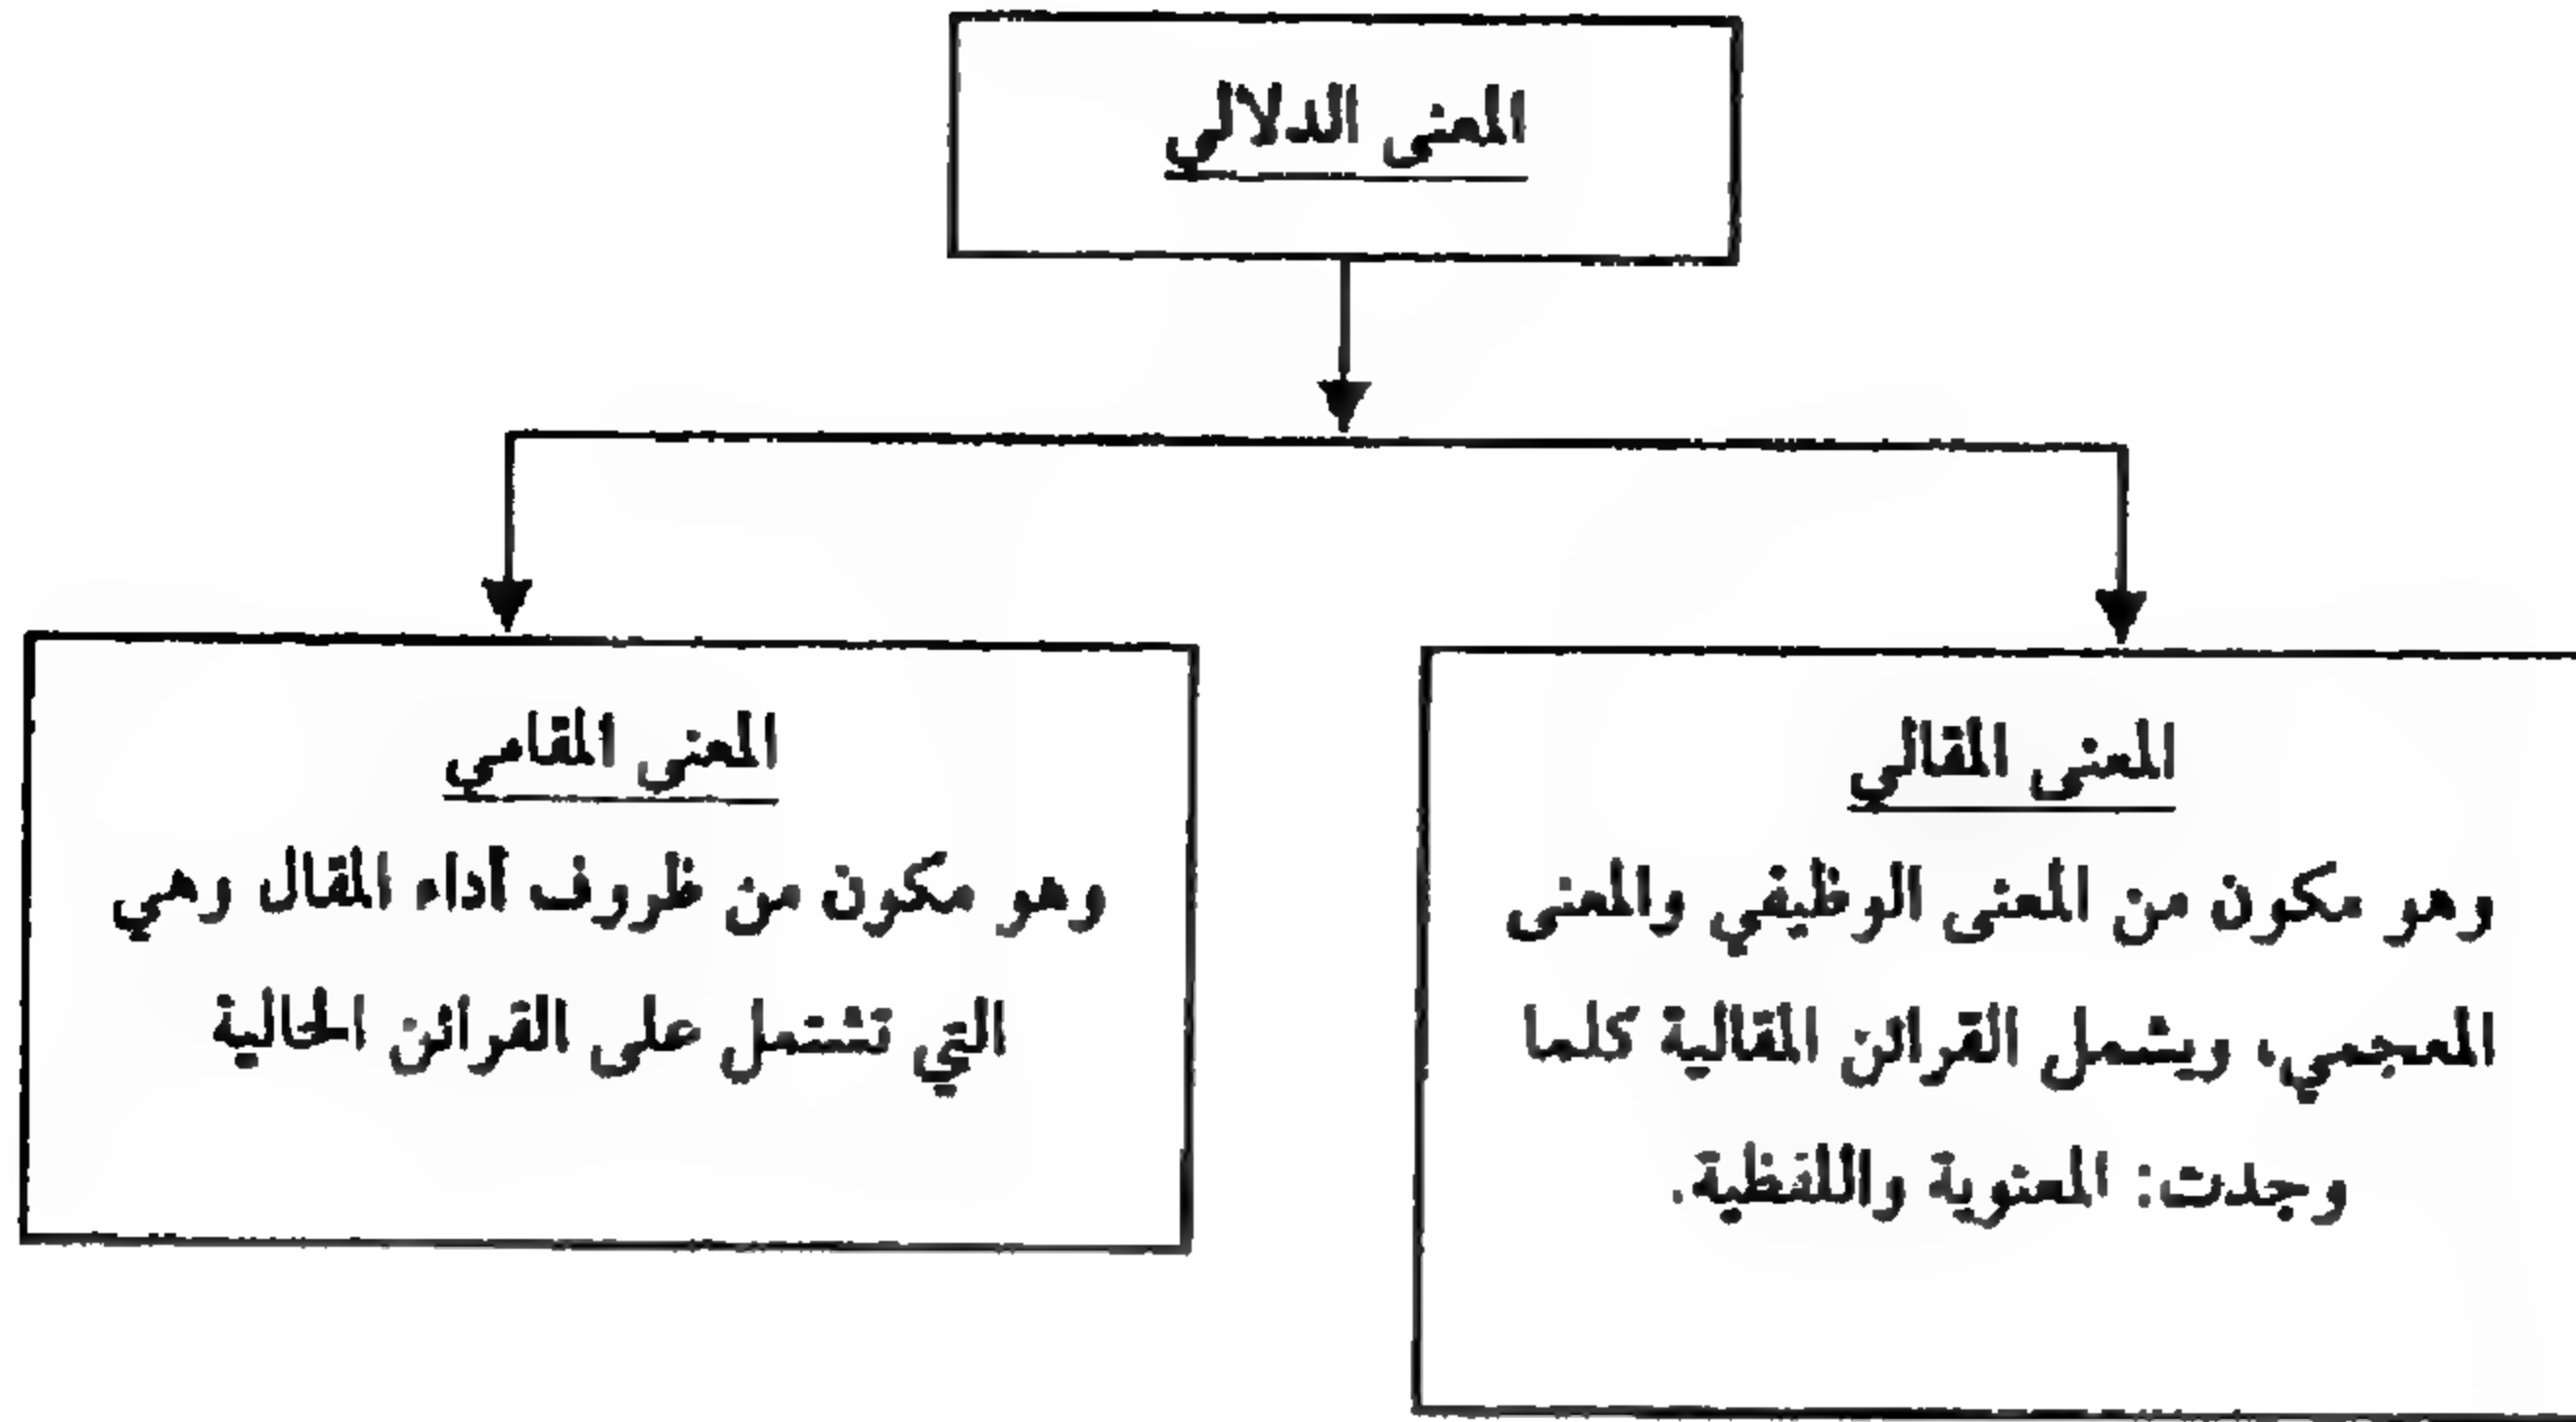 المعنى الدلالي
المعنى المقالي
وهو مكون من المعنى الوظيفي والمعنى
المعجمي، ويشمل القرائن المقالية كلما
وجدت: المعنوية واللفظية.
المعنى المقامي
وهو مكون من ظروف أداء المقال وهي
التي تشتمل على القرائن الحالية